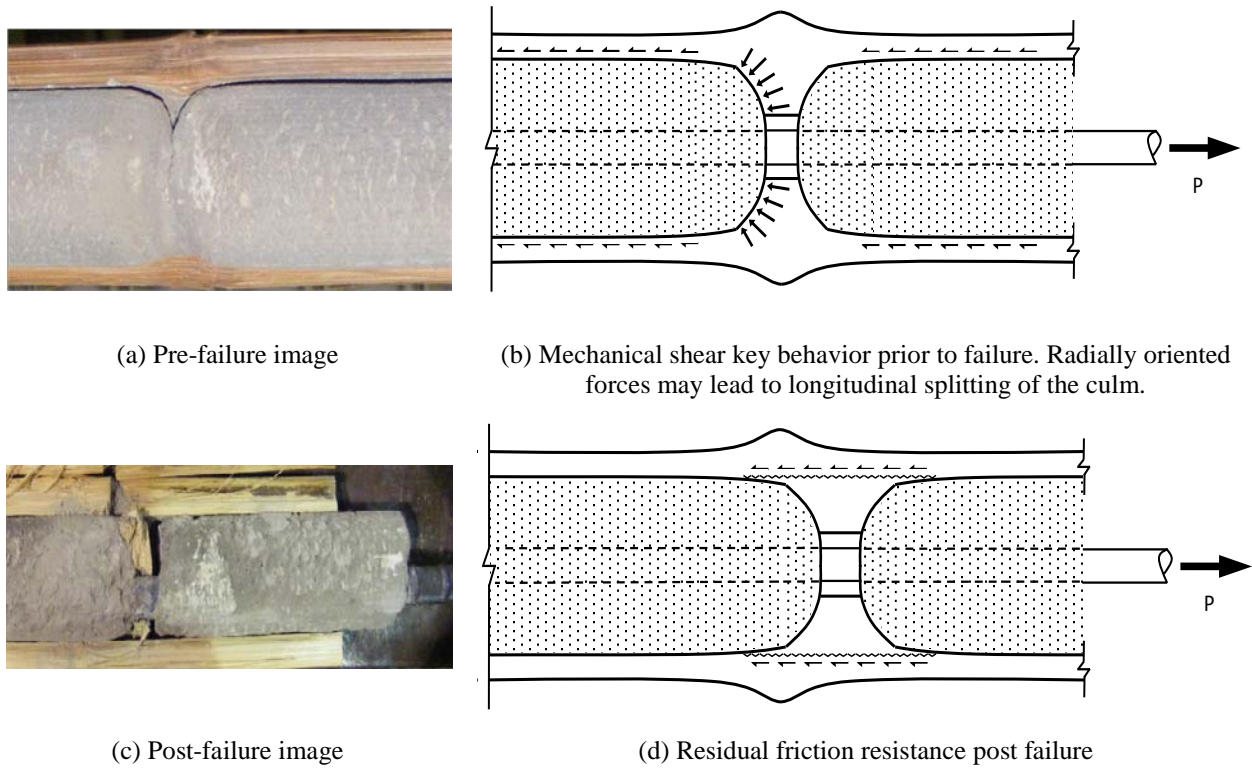 P
(a) Pre-failure image
(b) Mechanical shear key behavior prior to failure. Radially oriented
forces may lead to longitudinal splitting of the culm.
P
(c) Post-failure image
(d) Residual friction resistance post failure